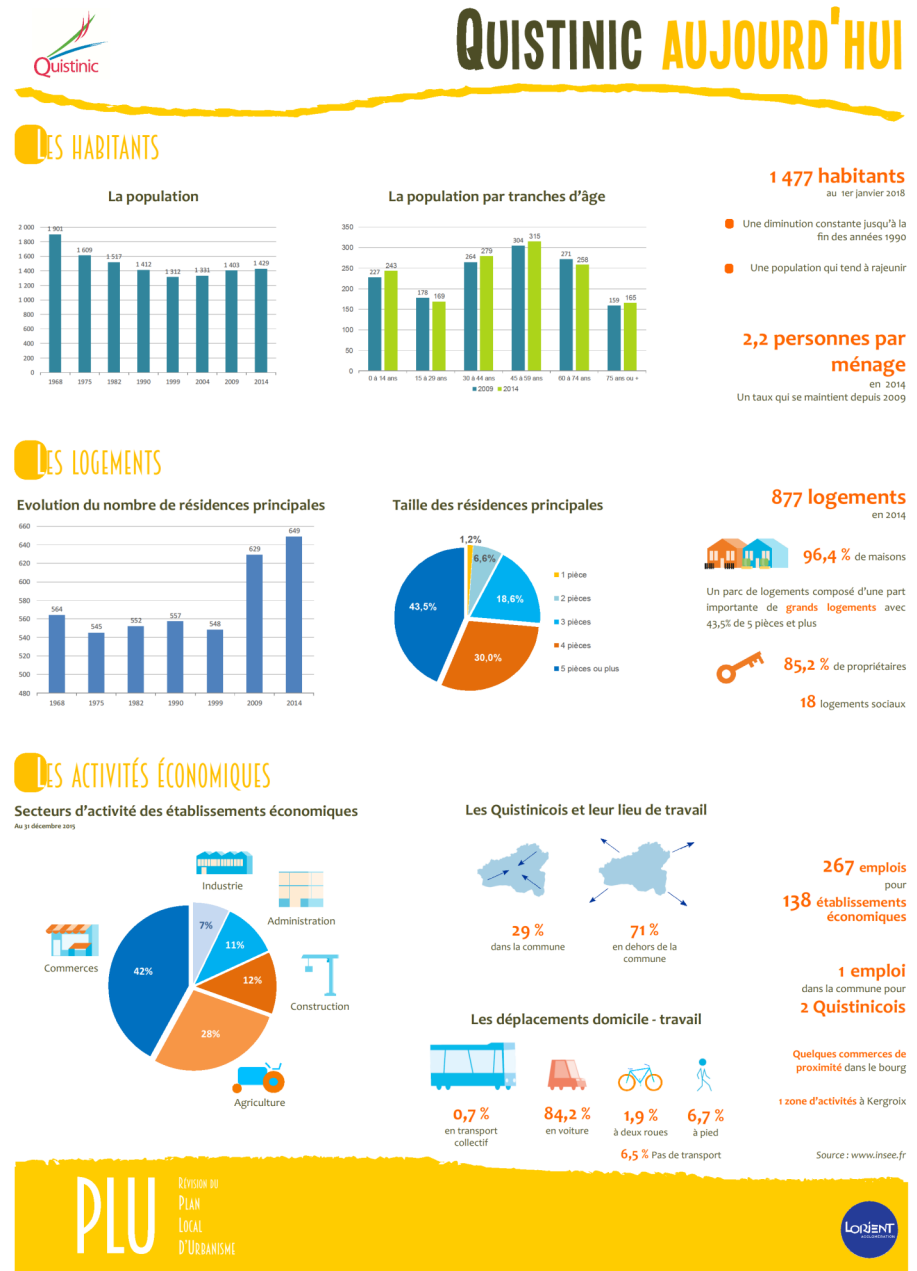 Quistinic
QUISTINIC AUJOURD'HUI
LES HABITANTS
La population
2 000
1 800
1 600
1 400
1 200
1 000
800
600
400
200
0
1 901
1 609
1 517
1 412
1 312
1 331
1 403
1 429
1968 1975 1982 1990 1999 2004 2009 2014
La population par tranches d'âge
350
300
250
200
150
100
50
0
227 243
178 169
264 279
304 315
271 258
159 165
0 à 14 ans 15 à 29 ans 30 à 44 ans 45 à 59 ans 60 à 74 ans 75 ans ou +
2009 2014
1 477 habitants
au 1er janvier 2018
Une diminution constante jusqu'à la
fin des années 1990
Une population qui tend à rajeunir
2,2 personnes par
ménage
en 2014
Un taux qui se maintient depuis 2009
LES LOGEMENTS
Evolution du nombre de résidences principales
660
640
620
600
580
560
540
520
500
480
564
545
552
557
548
629
649
1968 1975 1982 1990 1999 2009 2014
Taille des résidences principales
1,2%
6,6%
18,6%
30,0%
43,5%
1 pièce
2 pièces
3 pièces
4 pièces
5 pièces ou plus
877 logements
en 2014
96,4 % de maisons
Un parc de logements composé d'une part
importante de grands logements avec
43,5% de 5 pièces et plus
85,2 % de propriétaires
18 logements sociaux
LES ACTIVITÉS ÉCONOMIQUES
Secteurs d'activité des établissements économiques
Au 31 décembre 2015
Industrie
Administration
Construction
Agriculture
Commerces
7%
11%
12%
28%
42%
Les Quistinicois et leur lieu de travail
29 %
dans la commune
71 %
en dehors de la
commune
Les déplacements domicile - travail
0,7 %
en transport
collectif
84,2 %
en voiture
1,9 %
à deux roues
6,7 %
à pied
6,5 % Pas de transport
267 emplois
pour
138 établissements
économiques
1 emploi
dans la commune pour
2 Quistinicois
Quelques commerces de
proximité dans le bourg
1 zone d'activités à Kergroix
Source : www.insee.fr
PLU
RÉVISION DU
PLAN
LOCAL
D'URBANISME
LORIENT
AGGLOMÉRATION